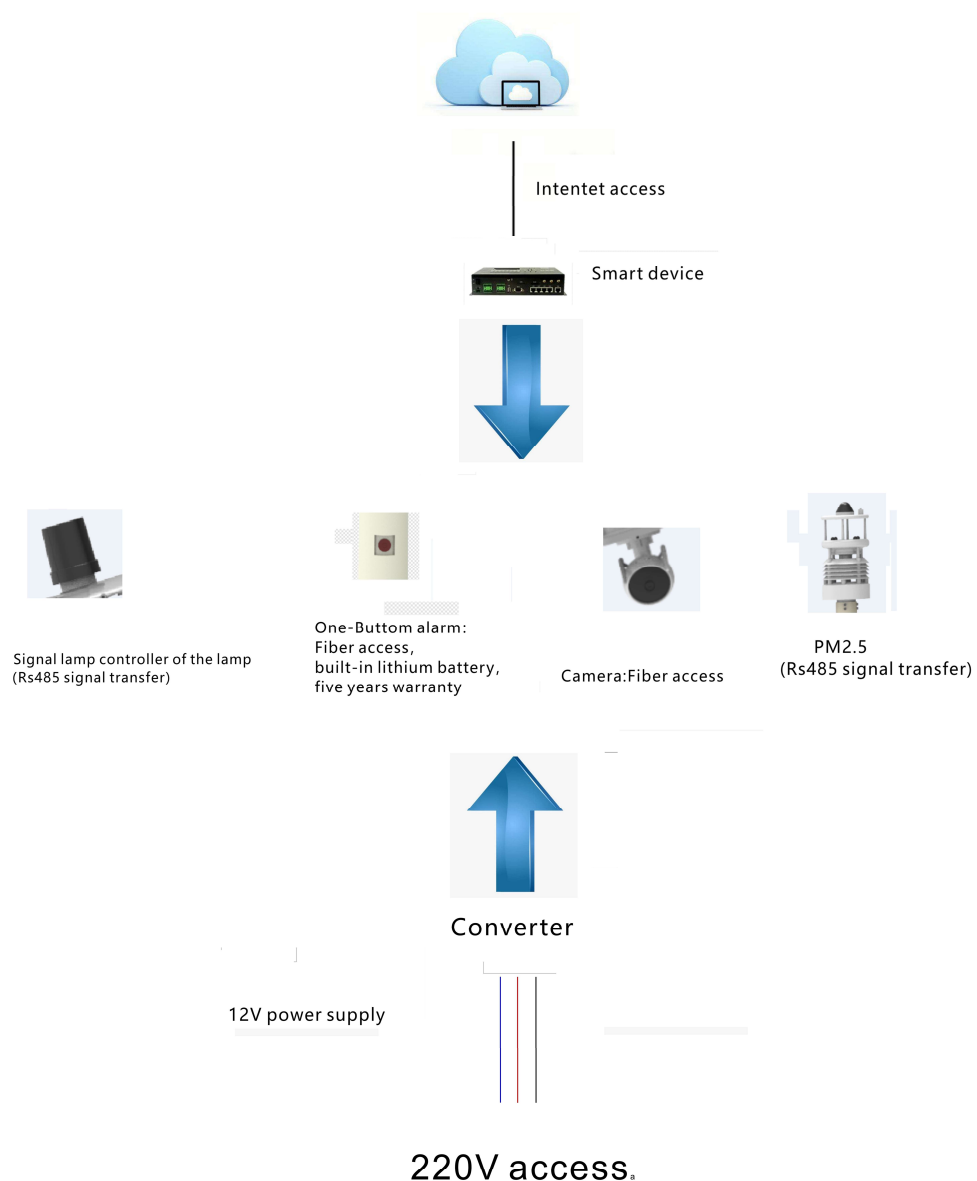 Intentet access
Smart device
Signal lamp controller of the lamp
(Rs485 signal transfer)
One-Buttom alarm:
Fiber access,
built-in lithium battery,
five years warranty
Camera:Fiber access
PM2.5
(Rs485 signal transfer)
Converter
12V power supply
220V access。a